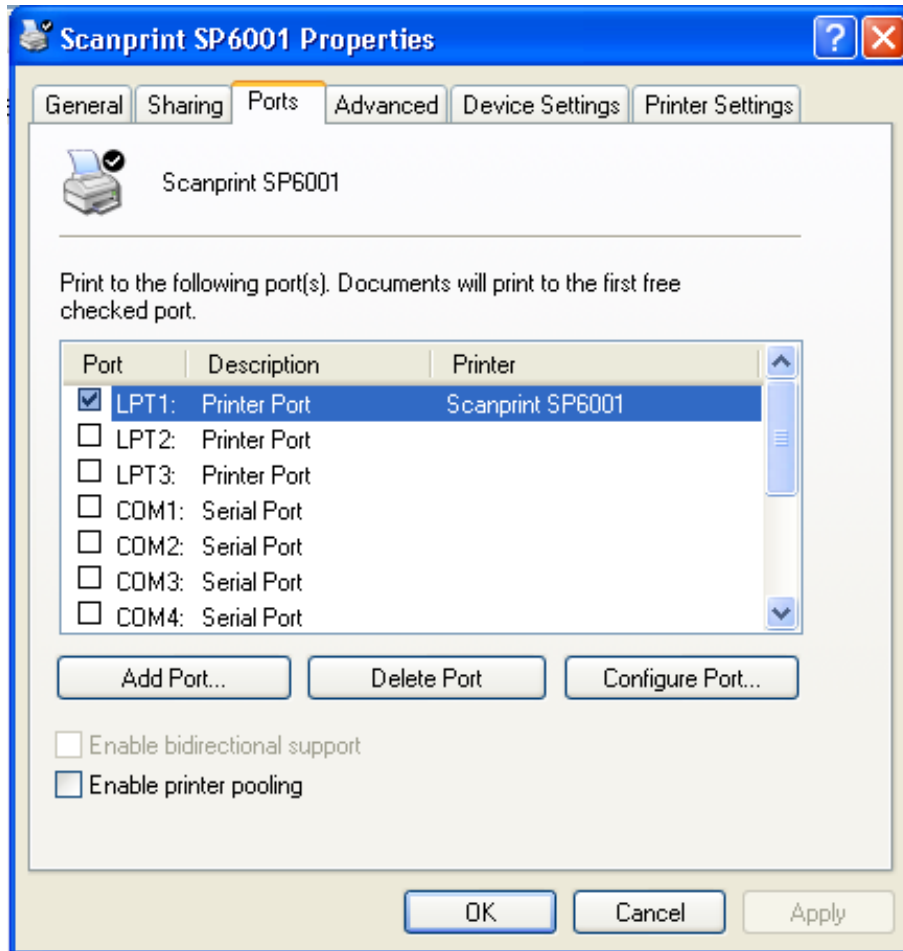 Scanprint SP6001 Properties
General Sharing Ports Advanced Device Settings Printer Settings
Scanprint SP6001
Print to the following port(s). Documents will print to the first free
checked port.
Port Description Printer
LPT1: Printer Port Scanprint SP6001
LPT2: Printer Port
LPT3: Printer Port
COM1: Serial Port
COM2: Serial Port
COM3: Serial Port
COM4: Serial Port
Add Port... Delete Port Configure Port...
Enable bidirectional support
Enable printer pooling
OK Cancel Apply